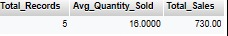 Total_Records Avg_Quantity_Sold Total_Sales
5 16.0000 730.00